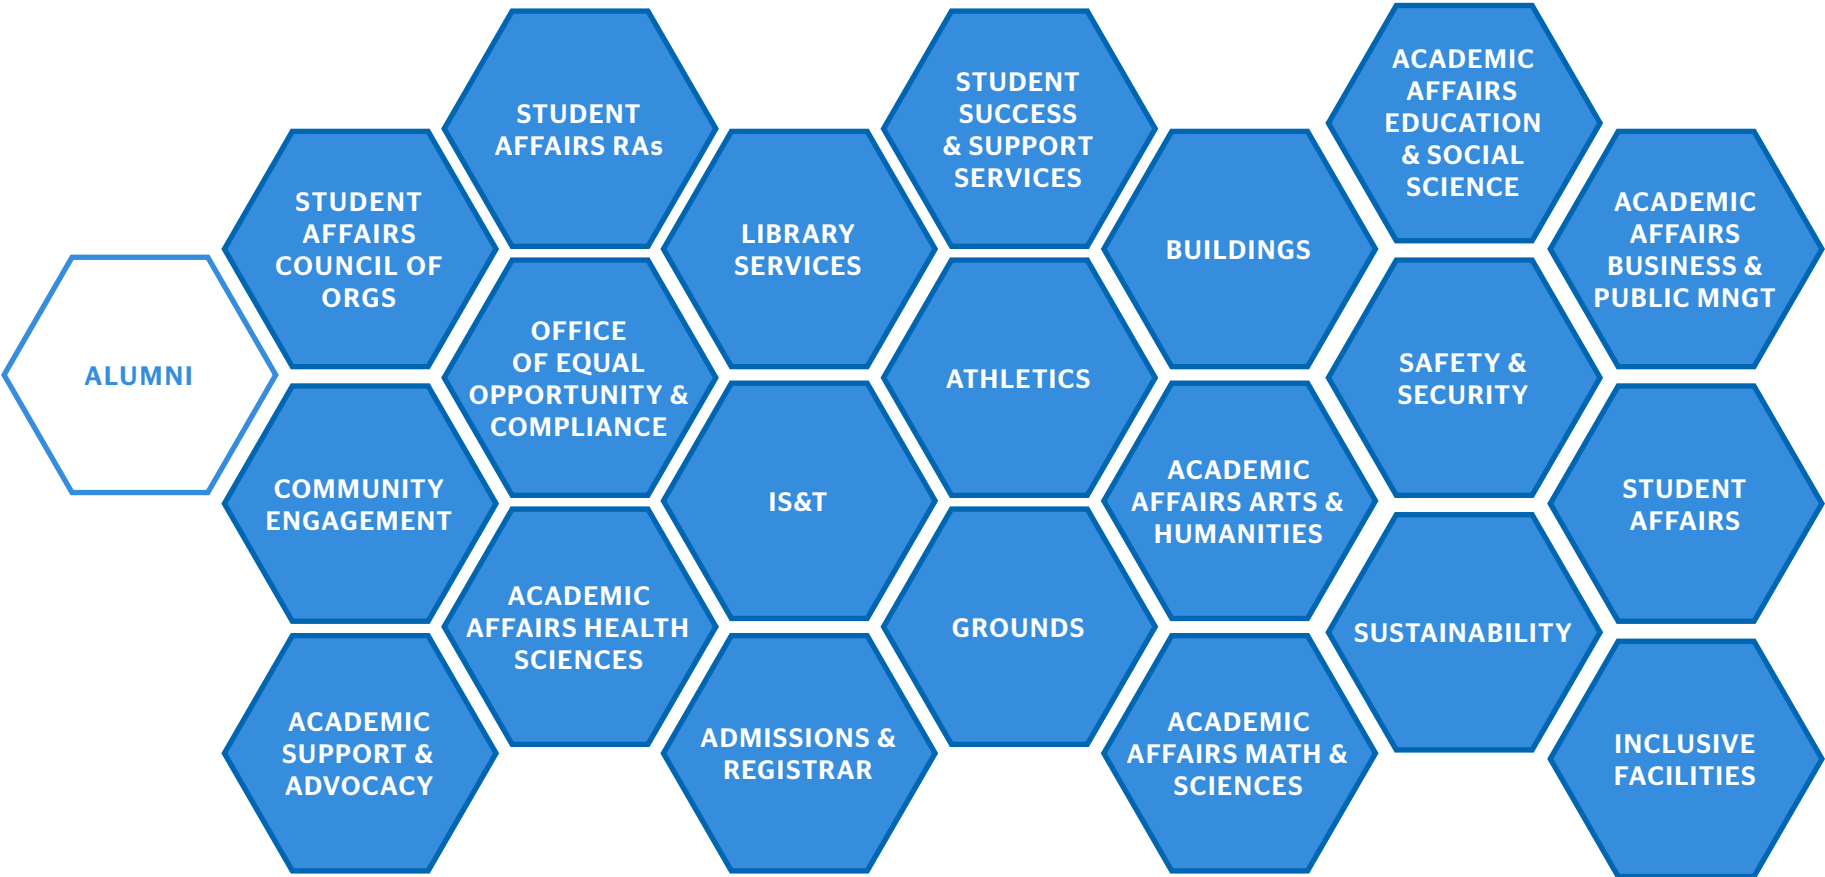 ALUMNI
STUDENT
AFFAIRS
COUNCIL OF
ORGS
COMMUNITY
ENGAGEMENT
ACADEMIC
SUPPORT &
ADVOCACY
STUDENT
AFFAIRS RAs
OFFICE
OF EQUAL
OPPORTUNITY &
COMPLIANCE
ACADEMIC
AFFAIRS HEALTH
SCIENCES
LIBRARY
SERVICES
IS&T
ADMISSIONS &
REGISTRAR
STUDENT
SUCCESS
& SUPPORT
SERVICES
ATHLETICS
GROUNDS
BUILDINGS
ACADEMIC
AFFAIRS ARTS &
HUMANITIES
ACADEMIC
AFFAIRS MATH &
SCIENCES
ACADEMIC
AFFAIRS
EDUCATION
& SOCIAL
SCIENCE
SAFETY &
SECURITY
SUSTAINABILITY
ACADEMIC
AFFAIRS
BUSINESS &
PUBLIC MNGT
STUDENT
AFFAIRS
INCLUSIVE
FACILITIES